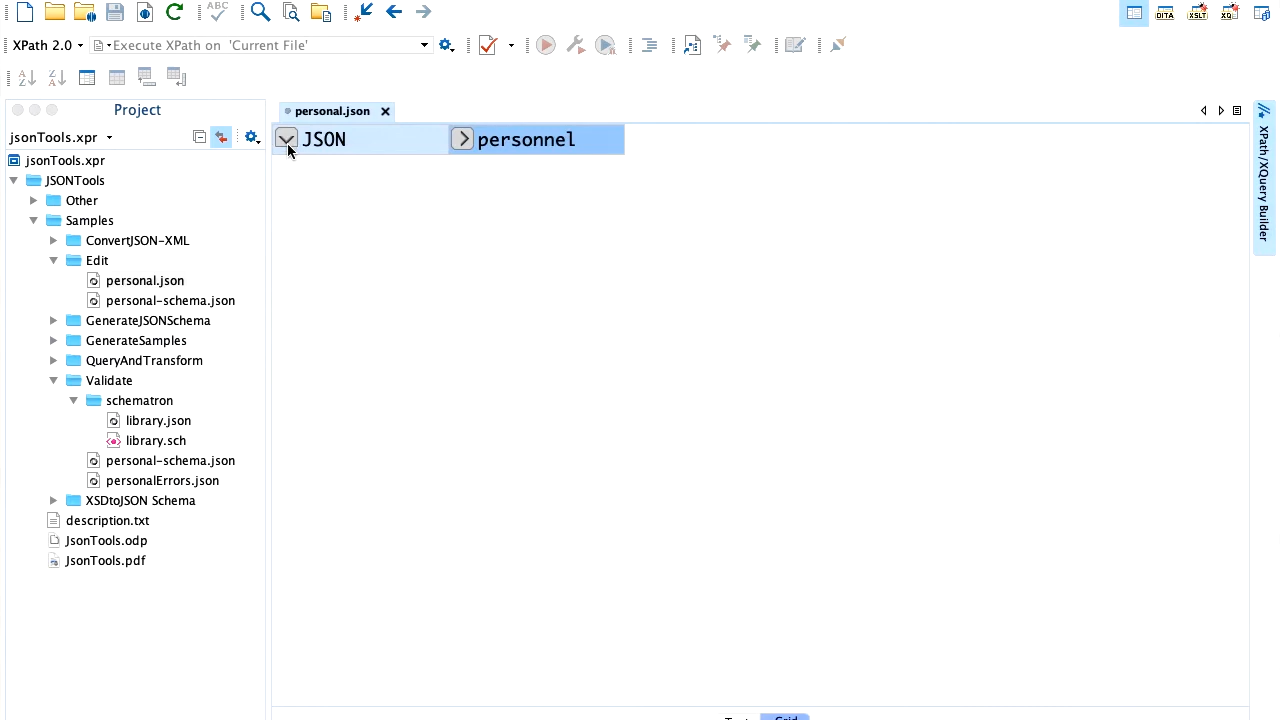 ABC
DITA
XSLT
XQ
XPath 2.0
Execute XPath on 'Current File'
Project
personal.json
jsonTools.xpr
JSON
personnel
jsonTools.xpr
JSONTools
Other
Samples
ConvertJSON-XML
Edit
personal.json
personal-schema.json
GenerateJSONSchema
GenerateSamples
QueryAndTransform
Validate
schematron
library.json
library.sch
personal-schema.json
personalErrors.json
XSDtoJSON Schema
description.txt
JsonTools.odp
JsonTools.pdf
XPath/XQuery Builder
Grid